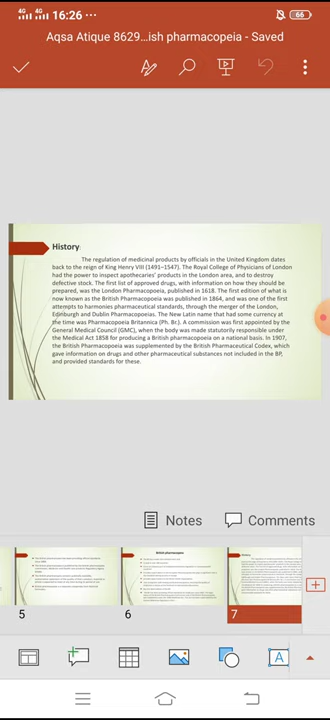 4G 4G 16:26 ··· 66
Aqsa Atique 8629...ish pharmacopeia - Saved
History:
The regulation of medicinal products by officials in the United Kingdom dates
back to the reign of King Henry VIII (1491–1547). The Royal College of Physicians of London
had the power to inspect apothecaries' products in the London area, and to destroy
defective stock. The first list of approved drugs, with information on how they should be
prepared, was the London Pharmacopoeia, published in 1618. The first edition of what is
now known as the British Pharmacopoeia was published in 1864, and was one of the first
attempts to harmonies pharmaceutical standards, through the merger of the London,
Edinburgh and Dublin Pharmacopoeias. The New Latin name that had some currency at
the time was Pharmacopoeia Britannica (Ph. Br.). A commission was first appointed by the
General Medical Council (GMC), when the body was made statutorily responsible under
the Medical Act 1858 for producing a British pharmacopoeia on a national basis. In 1907,
the British Pharmacopoeia was supplemented by the British Pharmaceutical Codex, which
gave information on drugs and other pharmaceutical substances not included in the BP,
and provided standards for these.
Notes
Comments
5
6
7
A